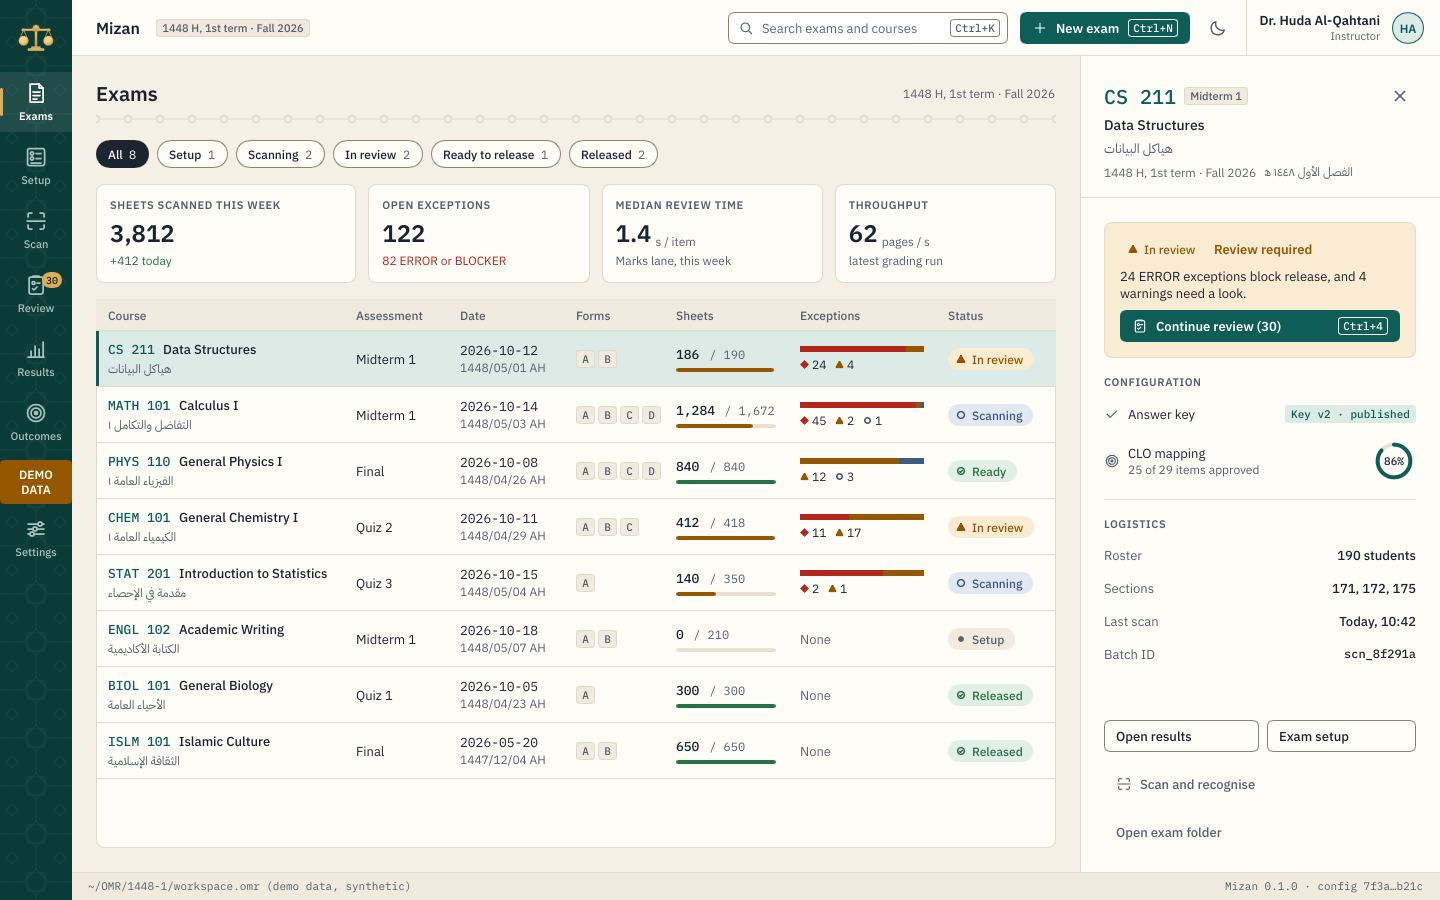 Mizan
1448 H, 1st term · Fall 2026
Search exams and courses Ctrl+K
New exam Ctrl+N
Dr. Huda Al-Qahtani
Instructor
HA
Exams
Setup
Scan
30
Review
Results
Outcomes
DEMO
DATA
Settings
Exams
1448 H, 1st term · Fall 2026
All 8
Setup 1
Scanning 2
In review 2
Ready to release 1
Released 2
SHEETS SCANNED THIS WEEK
3,812
+412 today
OPEN EXCEPTIONS
122
82 ERROR or BLOCKER
MEDIAN REVIEW TIME
1.4 s / item
Marks lane, this week
THROUGHPUT
62 pages / s
latest grading run
Course Assessment Date Forms Sheets Exceptions Status
CS 211 Data Structures
هياكل البيانات
Midterm 1
2026-10-12
1448/05/01 AH
A B
186 / 190
24 4
In review
MATH 101 Calculus I
التفاضل والتكامل ١
Midterm 1
2026-10-14
1448/05/03 AH
A B C D
1,284 / 1,672
45 2 1
Scanning
PHYS 110 General Physics I
الفيزياء العامة ١
Final
2026-10-08
1448/04/26 AH
A B C D
840 / 840
12 3
Ready
CHEM 101 General Chemistry I
الكيمياء العامة ١
Quiz 2
2026-10-11
1448/04/29 AH
A B C
412 / 418
11 17
In review
STAT 201 Introduction to Statistics
مقدمة في الإحصاء
Quiz 3
2026-10-15
1448/05/04 AH
A
140 / 350
2 1
Scanning
ENGL 102 Academic Writing
الكتابة الأكاديمية
Midterm 1
2026-10-18
1448/05/07 AH
A B
0 / 210
None
Setup
BIOL 101 General Biology
الأحياء العامة
Quiz 1
2026-10-05
1448/04/23 AH
A
300 / 300
None
Released
ISLM 101 Islamic Culture
الثقافة الإسلامية
Final
2026-05-20
1447/12/04 AH
A B
650 / 650
None
Released
CS 211 Midterm 1
Data Structures
هياكل البيانات
1448 H, 1st term · Fall 2026 الفصل الأول ١٤٤٨ هـ
In review Review required
24 ERROR exceptions block release, and 4
warnings need a look.
Continue review (30) Ctrl+4
CONFIGURATION
Answer key Key v2 · published
CLO mapping
25 of 29 items approved
86%
LOGISTICS
Roster 190 students
Sections 171, 172, 175
Last scan Today, 10:42
Batch ID scn_8f291a
Open results
Exam setup
Scan and recognise
Open exam folder
~/OMR/1448-1/workspace.omr (demo data, synthetic)
Mizan 0.1.0 · config 7f3a…b21c